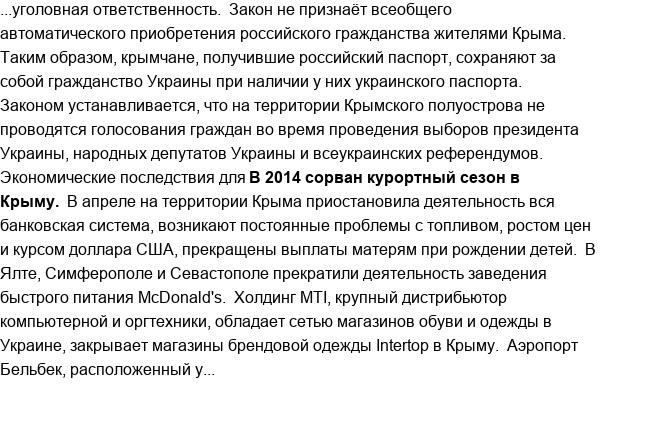 ...уголовная ответственность.  Закон не признаёт всеобщего
автоматического приобретения российского гражданства жителями Крыма.
Таким образом, крымчане, получившие российский паспорт, сохраняют за
собой гражданство Украины при наличии у них украинского паспорта.
Законом устанавливается, что на территории Крымского полуострова не
проводятся голосования граждан во время проведения выборов президента
Украины, народных депутатов Украины и всеукраинских референдумов.
Экономические последствия для В 2014 сорван курортный сезон в
Крыму.  В апреле на территории Крыма приостановила деятельность вся
банковская система, возникают постоянные проблемы с топливом, ростом цен
и курсом доллара США, прекращены выплаты матерям при рождении детей.  В
Ялте, Симферополе и Севастополе прекратили деятельность заведения
быстрого питания McDonald's.  Холдинг MTI, крупный дистрибьютор
компьютерной и оргтехники, обладает сетью магазинов обуви и одежды в
Украине, закрывает магазины брендовой одежды Intertop в Крыму.  Аэропорт
Бельбек, расположенный у...